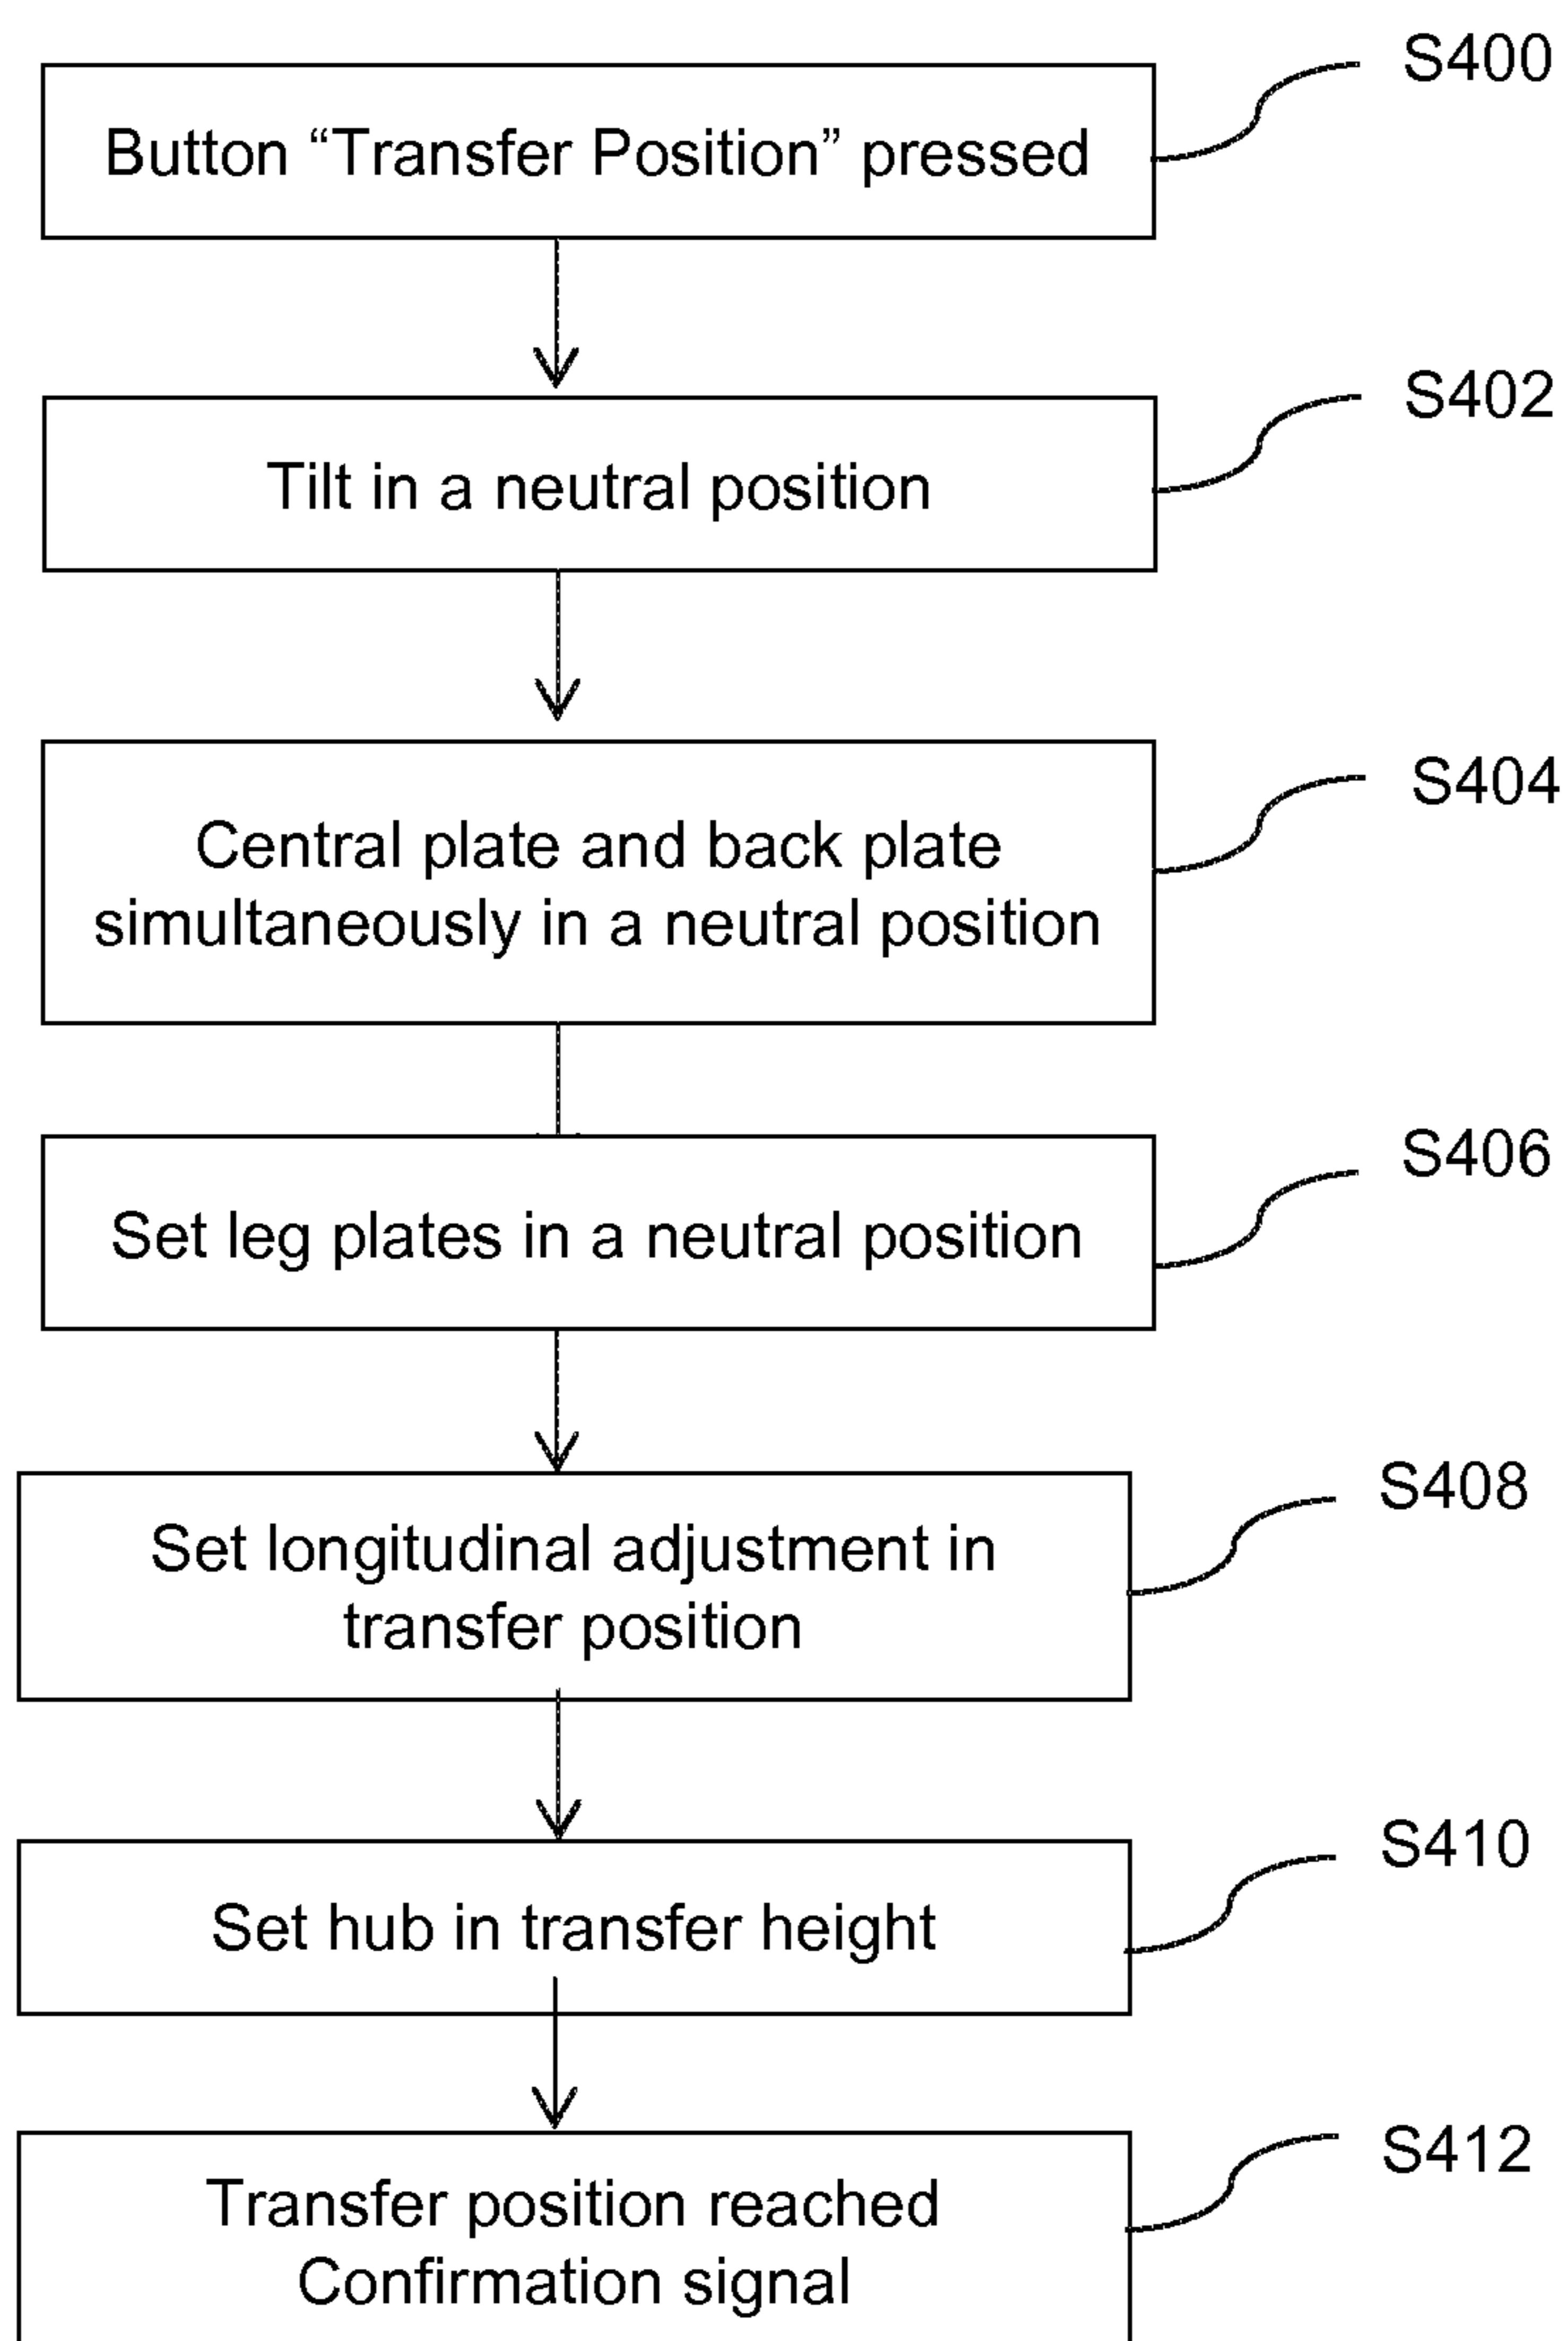 S400
Button “Transfer Position” pressed
S402
Tilt in a neutral position
S404
Central plate and back plate
simultaneously in a neutral position
S406
Set leg plates in a neutral position
S408
Set longitudinal adjustment in
transfer position
S410
Set hub in transfer height
S412
Transfer position reached
Confirmation signal